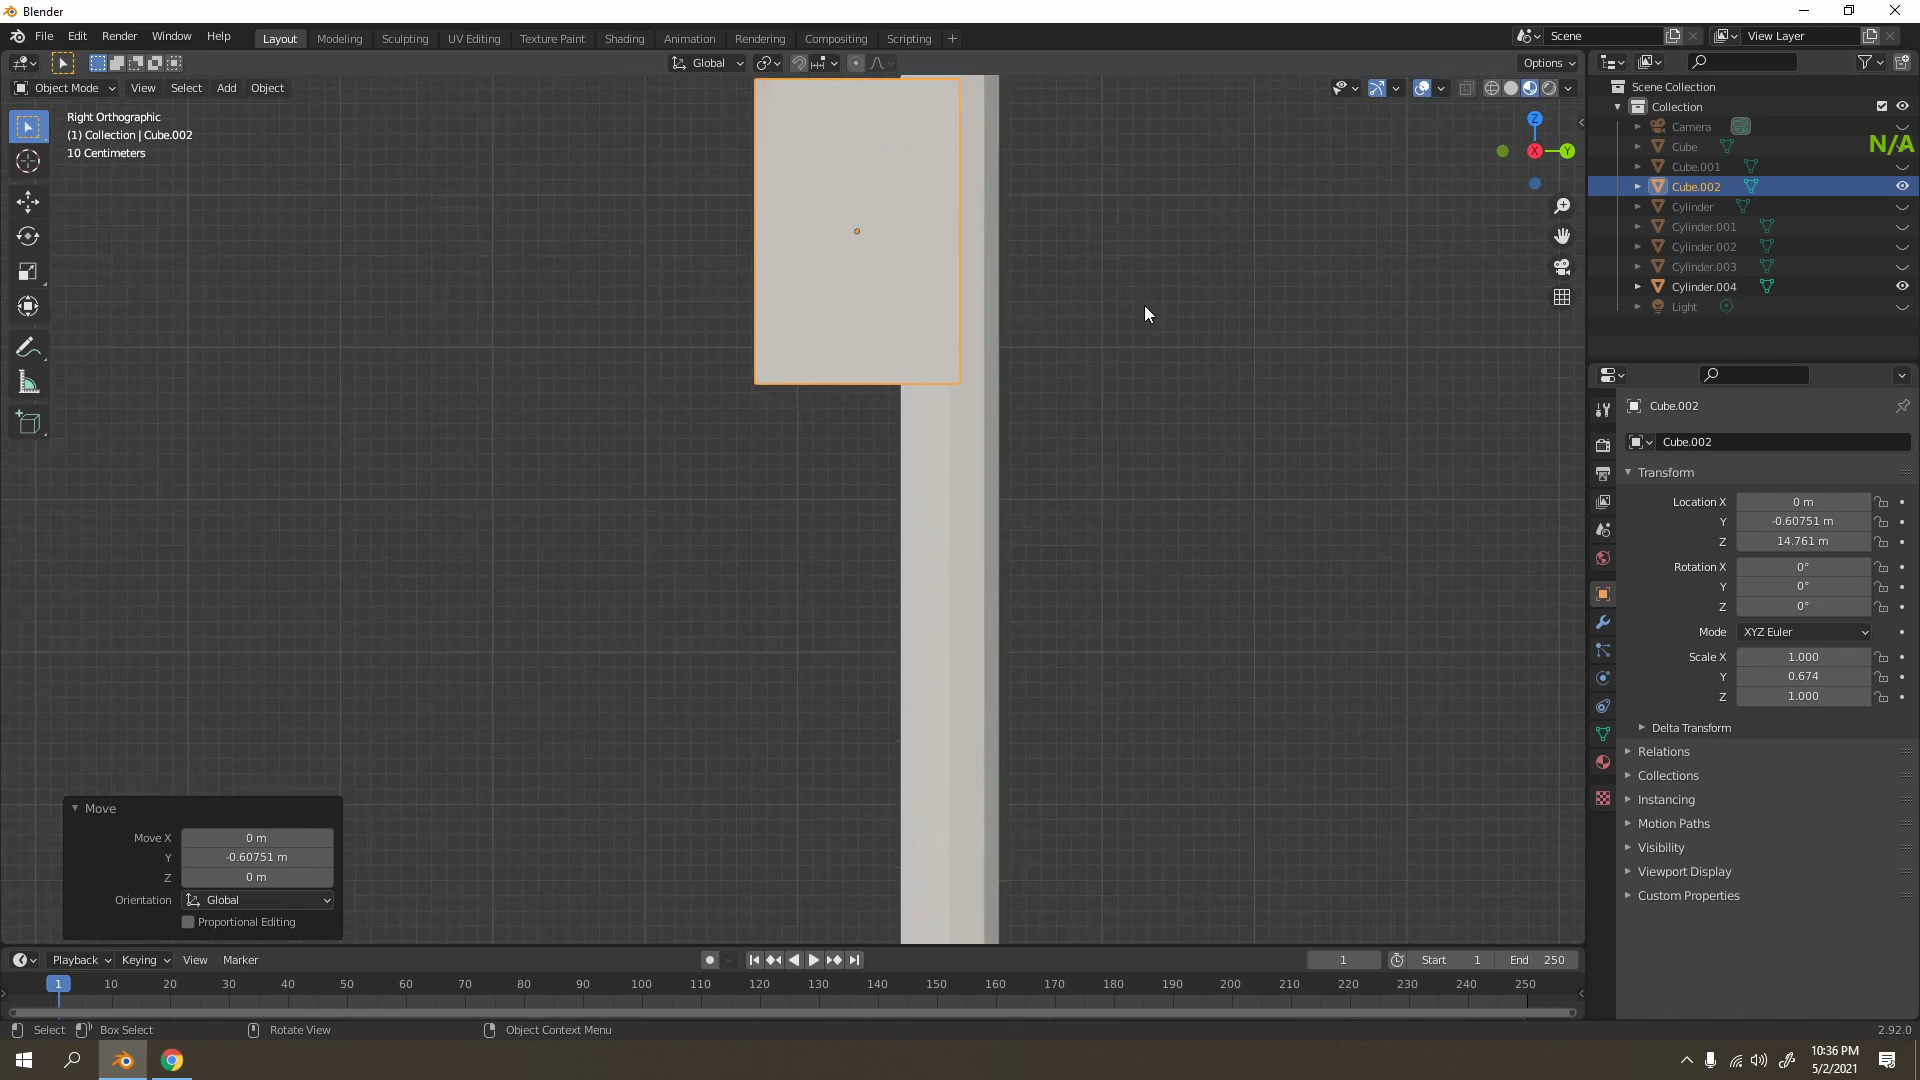 Blender
File Edit Render Window Help
Layout Modeling Sculpting UV Editing Texture Paint Shading Animation Rendering Compositing Scripting +
Scene View Layer
Global Options
Object Mode View Select Add Object
Right Orthographic
(1) Collection | Cube.002
10 Centimeters
Z
X
Y
Scene Collection
Collection
Camera
Cube
N/A
Cube.001
Cube.002
Cylinder
Cylinder.001
Cylinder.002
Cylinder.003
Cylinder.004
Light
Cube.002
Cube.002
Transform
Location X 0 m
Y -0.60751 m
Z 14.761 m
Rotation X 0°
Y 0°
Z 0°
Mode XYZ Euler
Scale X 1.000
Y 0.674
Z 1.000
Delta Transform
Relations
Collections
Instancing
Motion Paths
Visibility
Viewport Display
Custom Properties
Move
Move X 0 m
Y -0.60751 m
Z 0 m
Orientation Global
Proportional Editing
Playback Keying View Marker
1 Start 1 End 250
1 10 20 30 40 50 60 70 80 90 100 110 120 130 140 150 160 170 180 190 200 210 220 230 240 250
Select Box Select Rotate View Object Context Menu 2.92.0
10:36 PM
5/2/2021